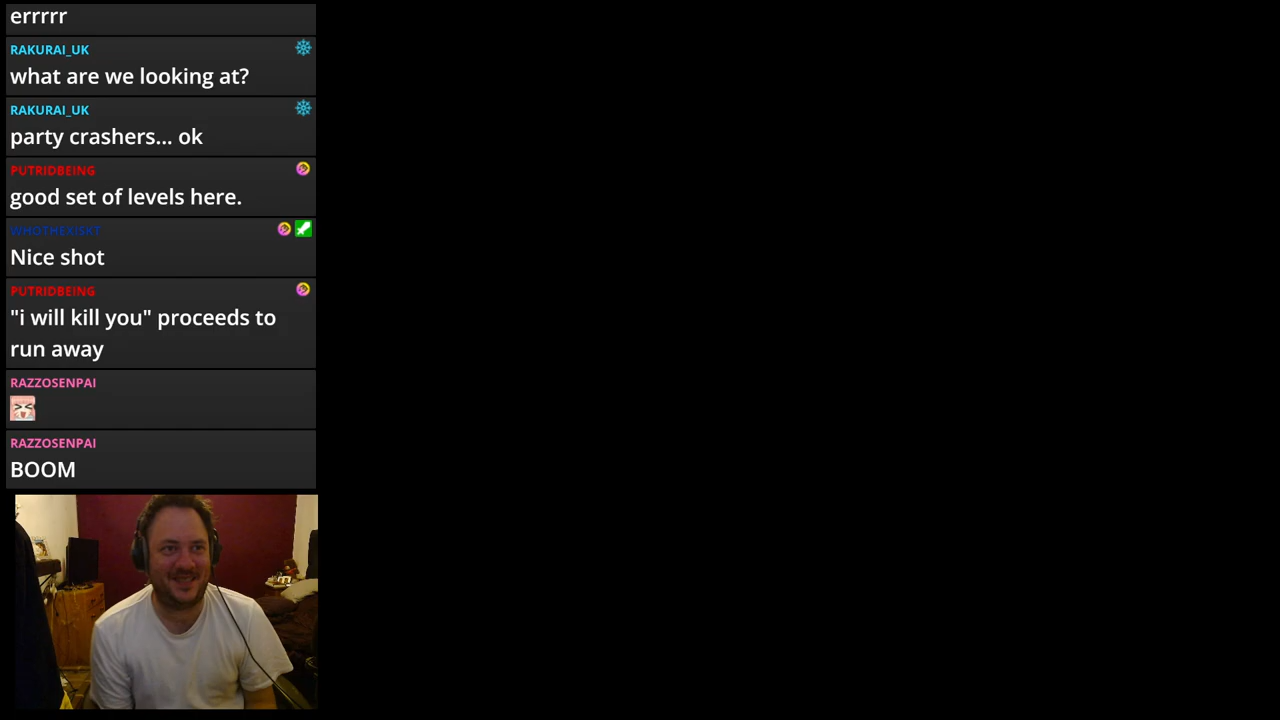 errrrr
RAKURAI_UK
what are we looking at?
RAKURAI_UK
party crashers... ok
PUTRIDBEING
good set of levels here.
WHOTHEXISKT
Nice shot
PUTRIDBEING
"i will kill you" proceeds to
run away
RAZZOSENPAI
RAZZOSENPAI
BOOM